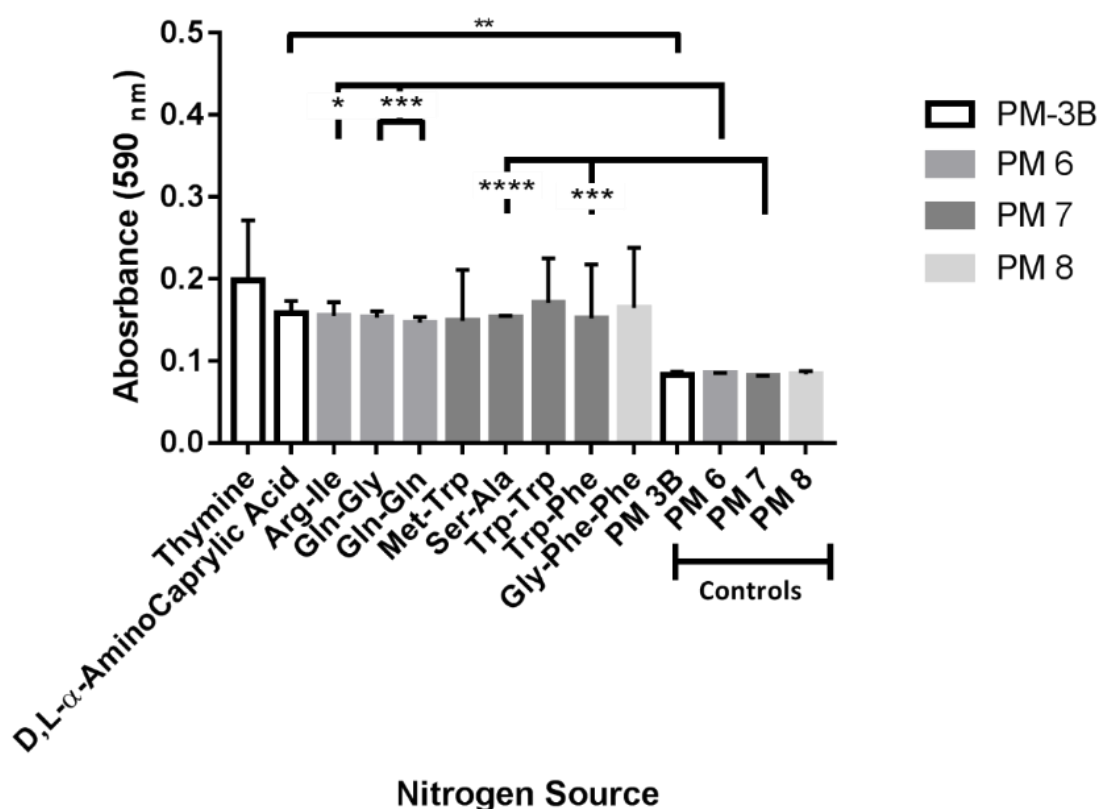 0.5
0.4
0.3
0.2
0.1
0.0
Abosrbance (590 nm)
**
*
***
****
***
PM-3B
PM 6
PM 7
PM 8
Thymine
D,L-α-AminoCaprylic Acid
Arg-Ile
Gln-Gly
Gln-Gln
Met-Trp
Ser-Ala
Trp-Trp
Trp-Phe
Gly-Phe-Phe
PM 3B
PM 6
PM 7
PM 8
Controls
Nitrogen Source